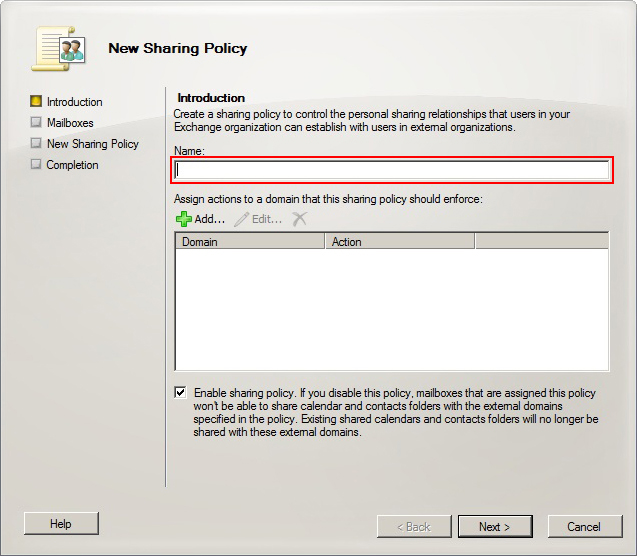 New Sharing Policy
Introduction
Mailboxes
New Sharing Policy
Completion
Introduction
Create a sharing policy to control the personal sharing relationships that users in your
Exchange organization can establish with users in external organizations.
Name:
Assign actions to a domain that this sharing policy should enforce:
Add... Edit...
Domain Action
Enable sharing policy. If you disable this policy, mailboxes that are assigned this policy
won't be able to share calendar and contacts folders with the external domains
specified in the policy. Existing shared calendars and contacts folders will no longer be
shared with these external domains.
Help < Back Next > Cancel